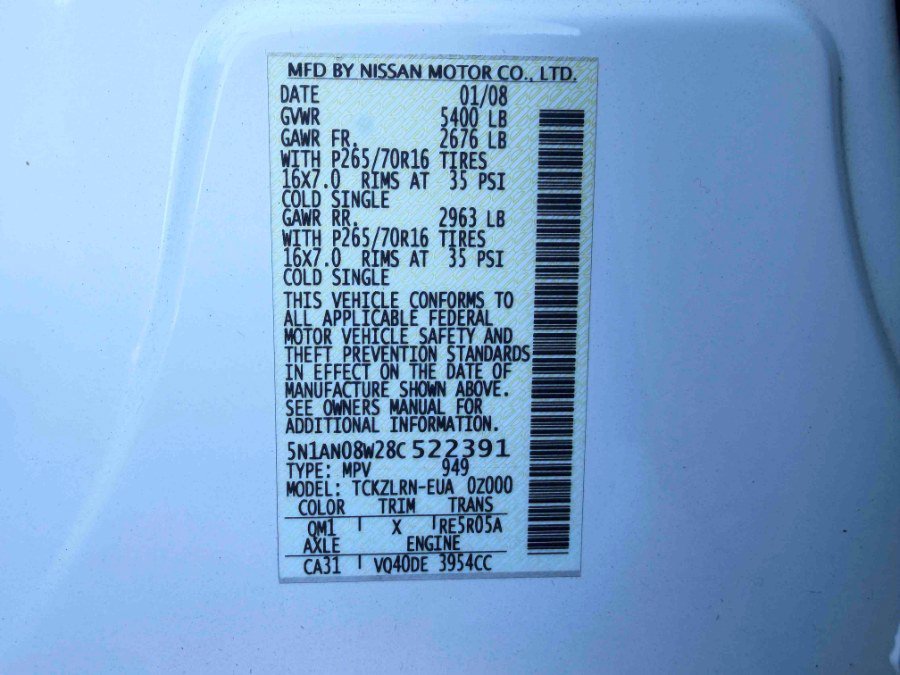 MFD BY NISSAN MOTOR CO., LTD.
DATE 01/08
GVWR 5400 LB
GAWR FR. 2676 LB
WITH P265/70R16 TIRES
16X7.0 RIMS AT 35 PSI
COLD SINGLE
GAWR RR. 2963 LB
WITH P265/70R16 TIRES
16X7.0 RIMS AT 35 PSI
COLD SINGLE
THIS VEHICLE CONFORMS TO
ALL APPLICABLE FEDERAL
MOTOR VEHICLE SAFETY AND
THEFT PREVENTION STANDARDS
IN EFFECT ON THE DATE OF
MANUFACTURE SHOWN ABOVE.
SEE OWNERS MANUAL FOR
ADDITIONAL INFORMATION.
5N1AN08W28C522391
TYPE: MPV 949
MODEL: TCKZLRN-EUA 0Z000
COLOR TRIM TRANS
QM1 X RE5R05A
AXLE ENGINE
CA31 VQ40DE 3954CC